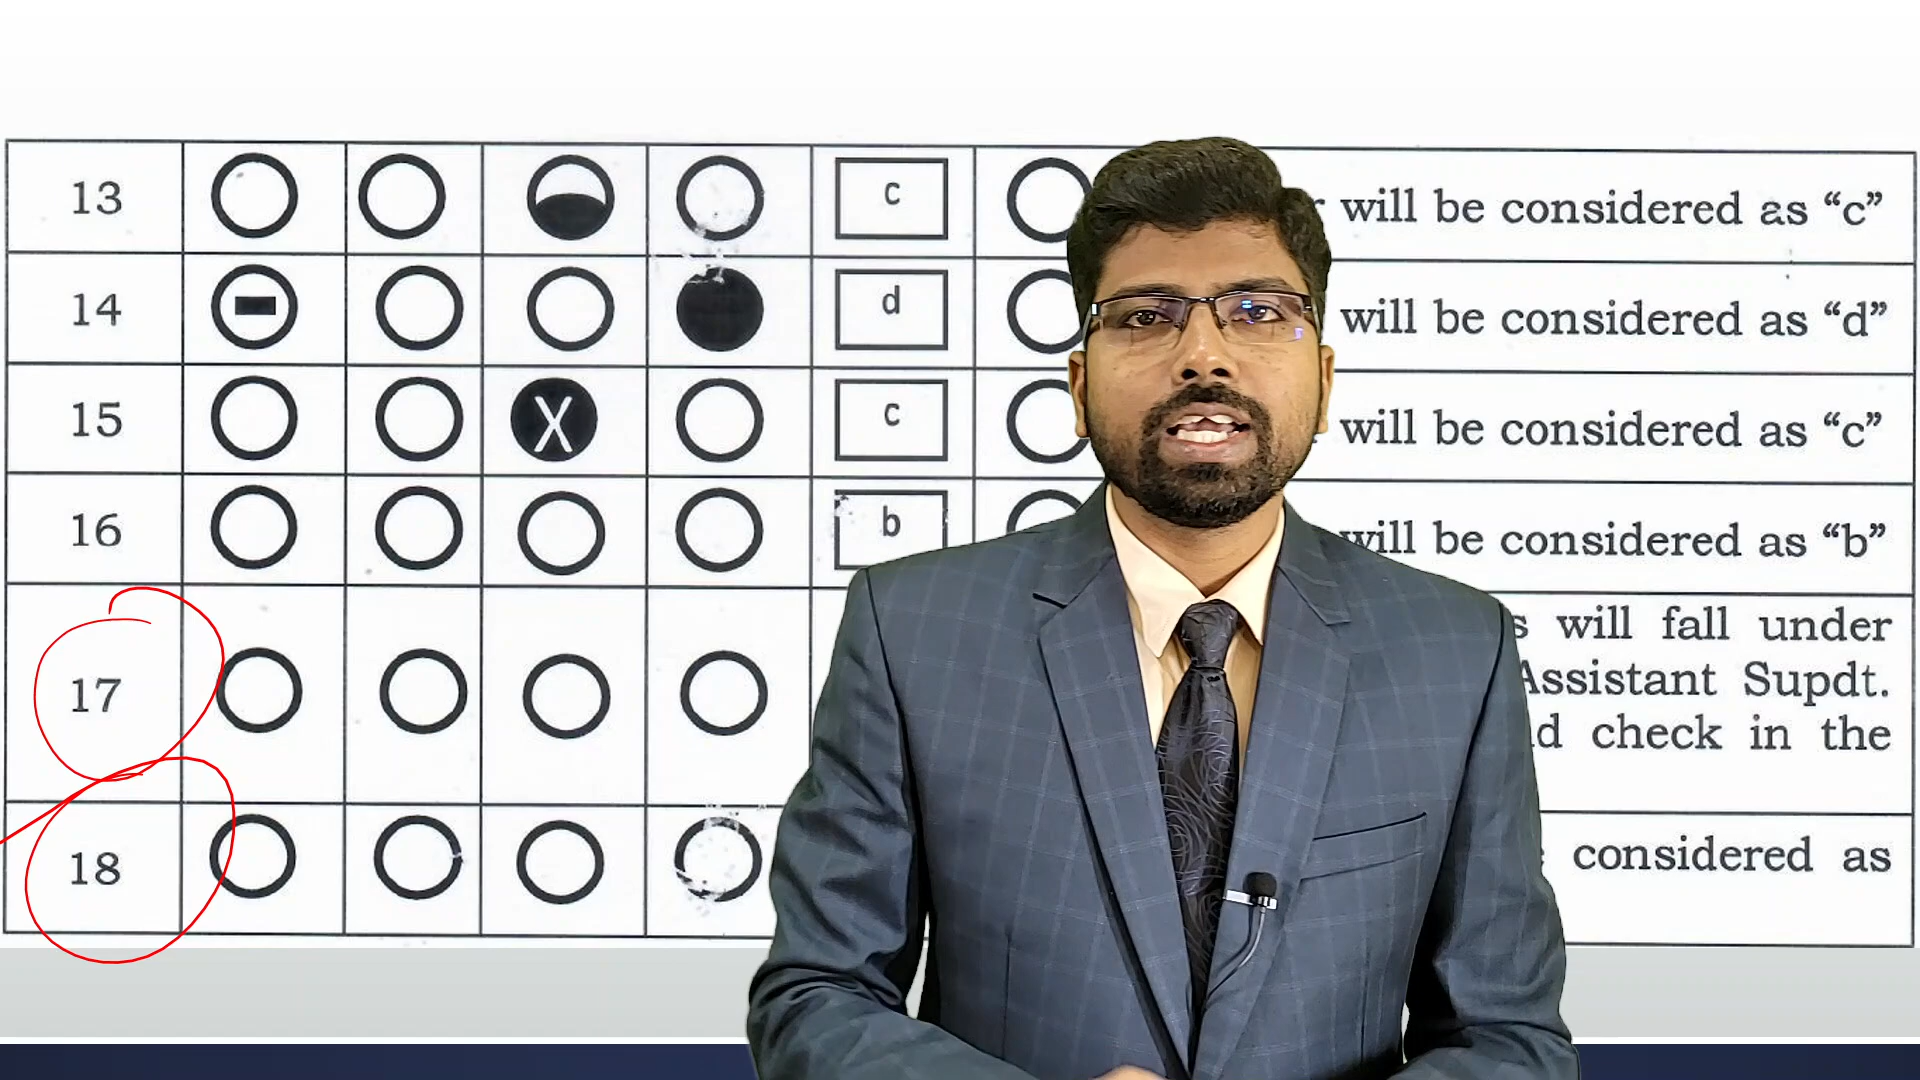 13 c will be considered as “c”
14 d will be considered as “d”
15 X c will be considered as “c”
16 b will be considered as “b”
17 will fall under
Assistant Supdt.
check in the
18 considered as